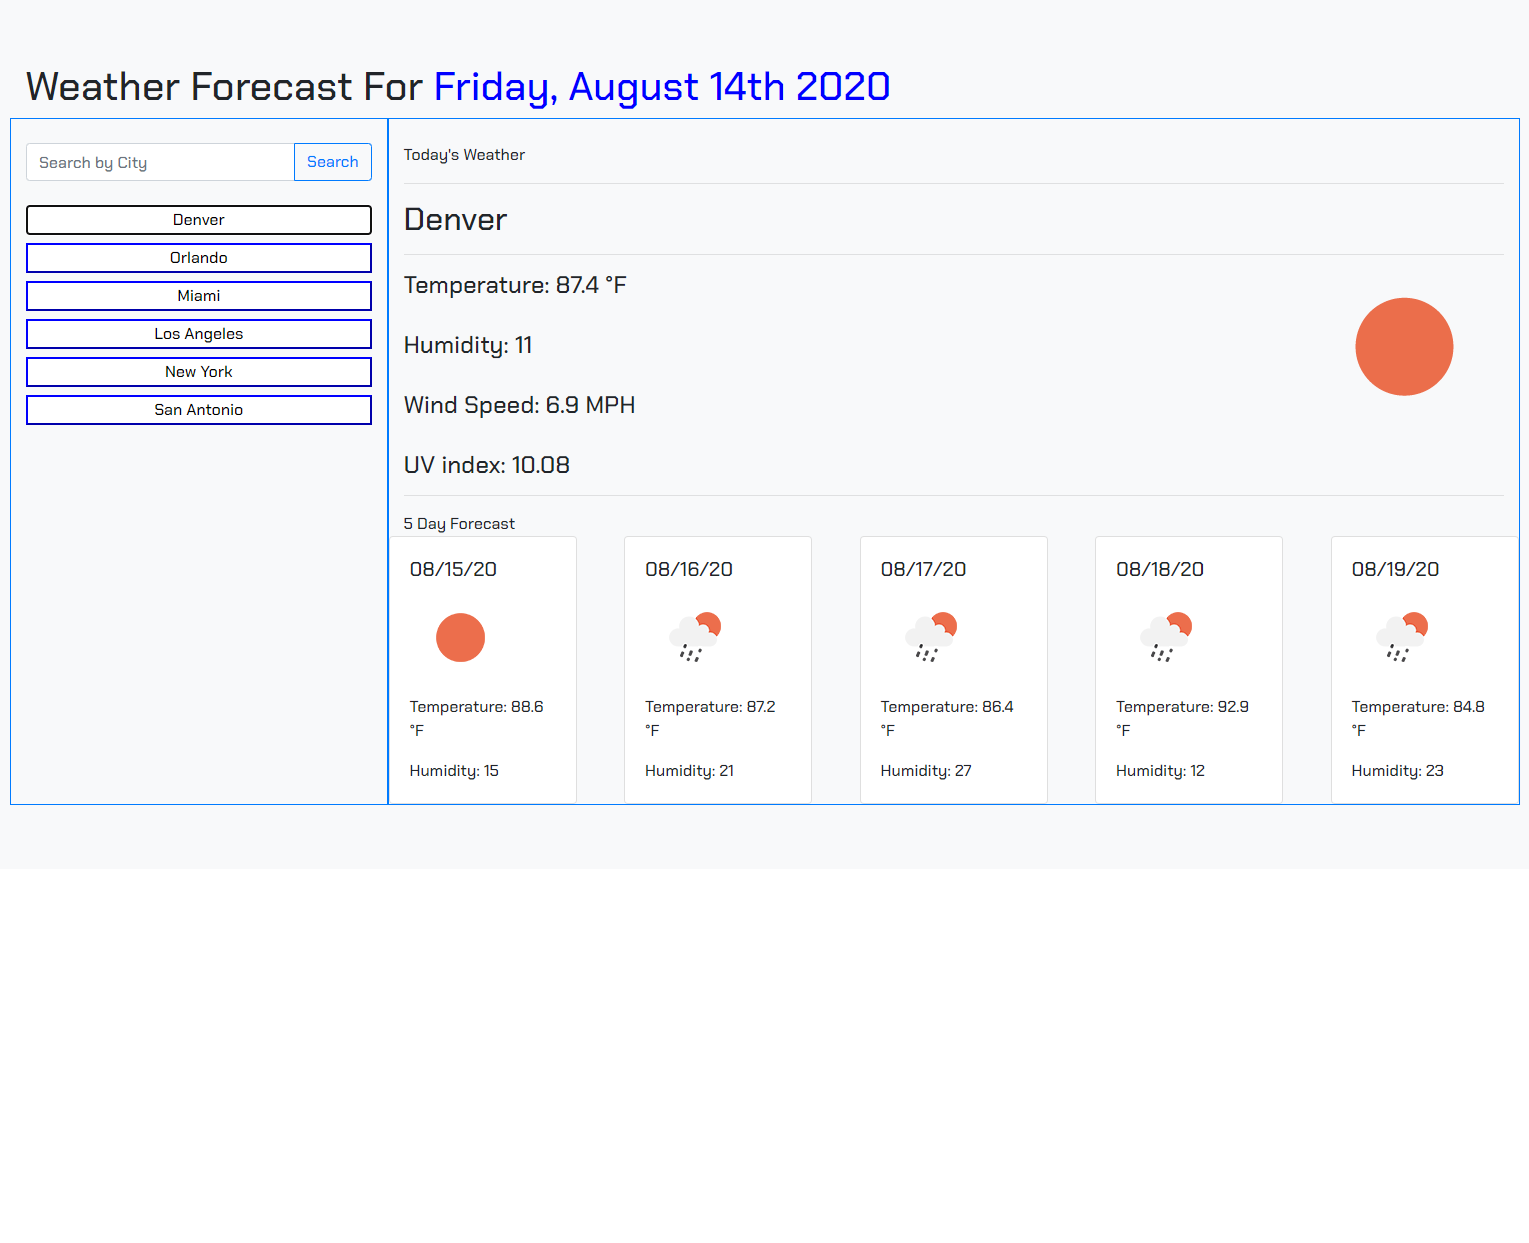 Weather Forecast For Friday, August 14th 2020
Search by City
Search
Denver
Orlando
Miami
Los Angeles
New York
San Antonio
Today's Weather
Denver
Temperature: 87.4 °F
Humidity: 11
Wind Speed: 6.9 MPH
UV index: 10.08
5 Day Forecast
08/15/20
Temperature: 88.6
°F
Humidity: 15
08/16/20
Temperature: 87.2
°F
Humidity: 21
08/17/20
Temperature: 86.4
°F
Humidity: 27
08/18/20
Temperature: 92.9
°F
Humidity: 12
08/19/20
Temperature: 84.8
°F
Humidity: 23